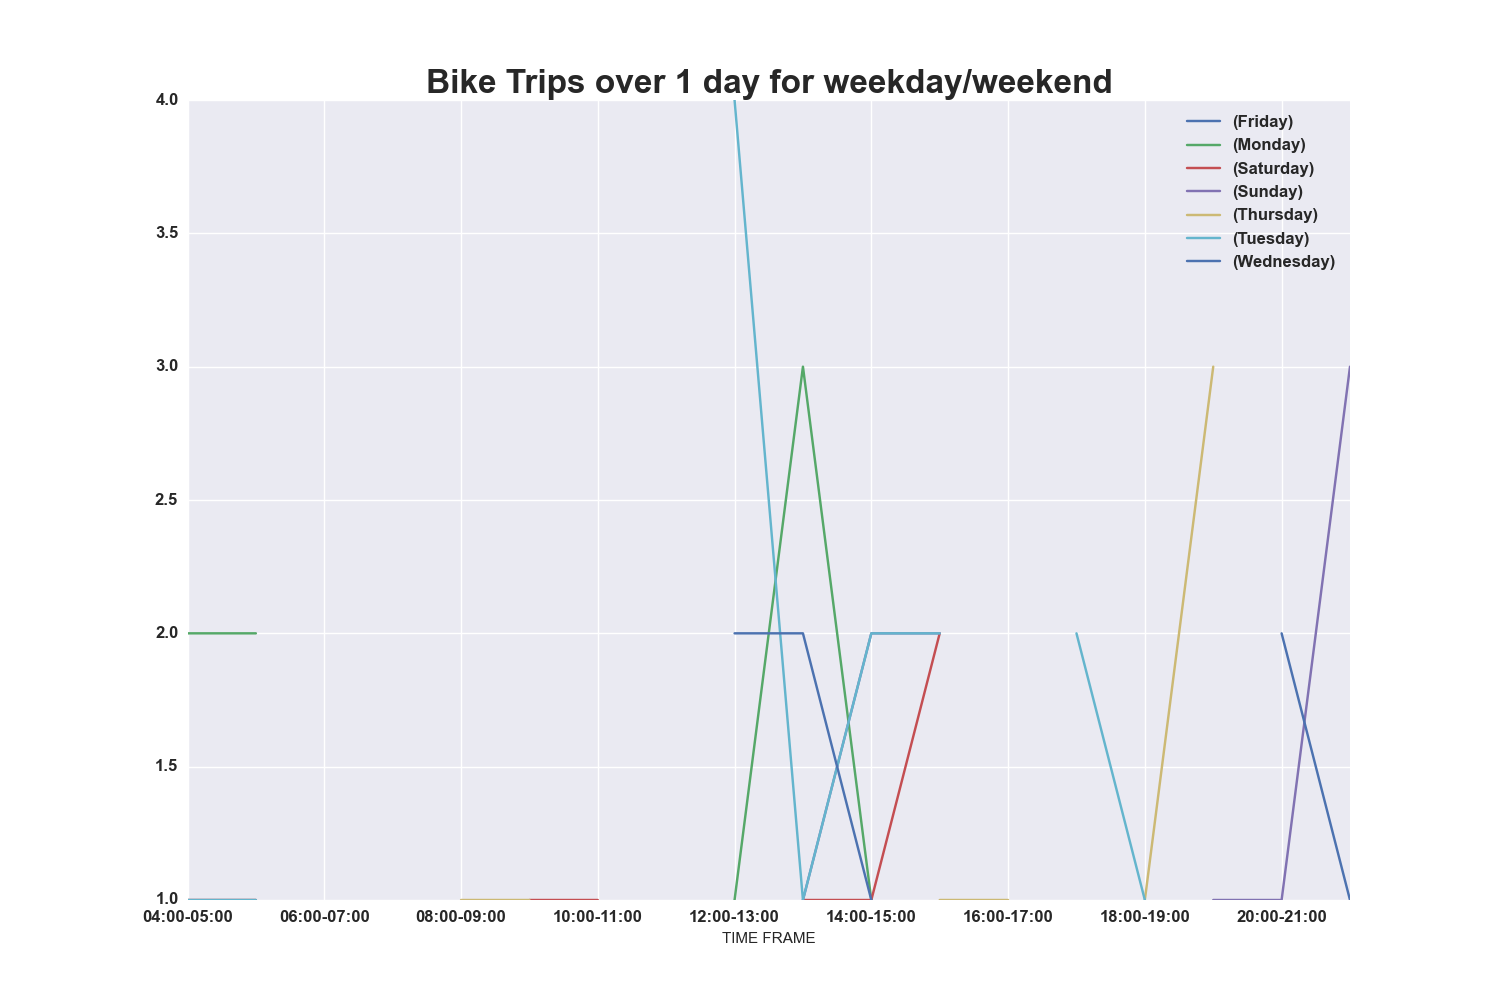 Bike Trips over 1 day for weekday/weekend
4.0
3.5
3.0
2.5
2.0
1.5
1.0
(Friday)
(Monday)
(Saturday)
(Sunday)
(Thursday)
(Tuesday)
(Wednesday)
04:00-05:00 06:00-07:00 08:00-09:00 10:00-11:00 12:00-13:00 14:00-15:00 16:00-17:00 18:00-19:00 20:00-21:00
TIME FRAME